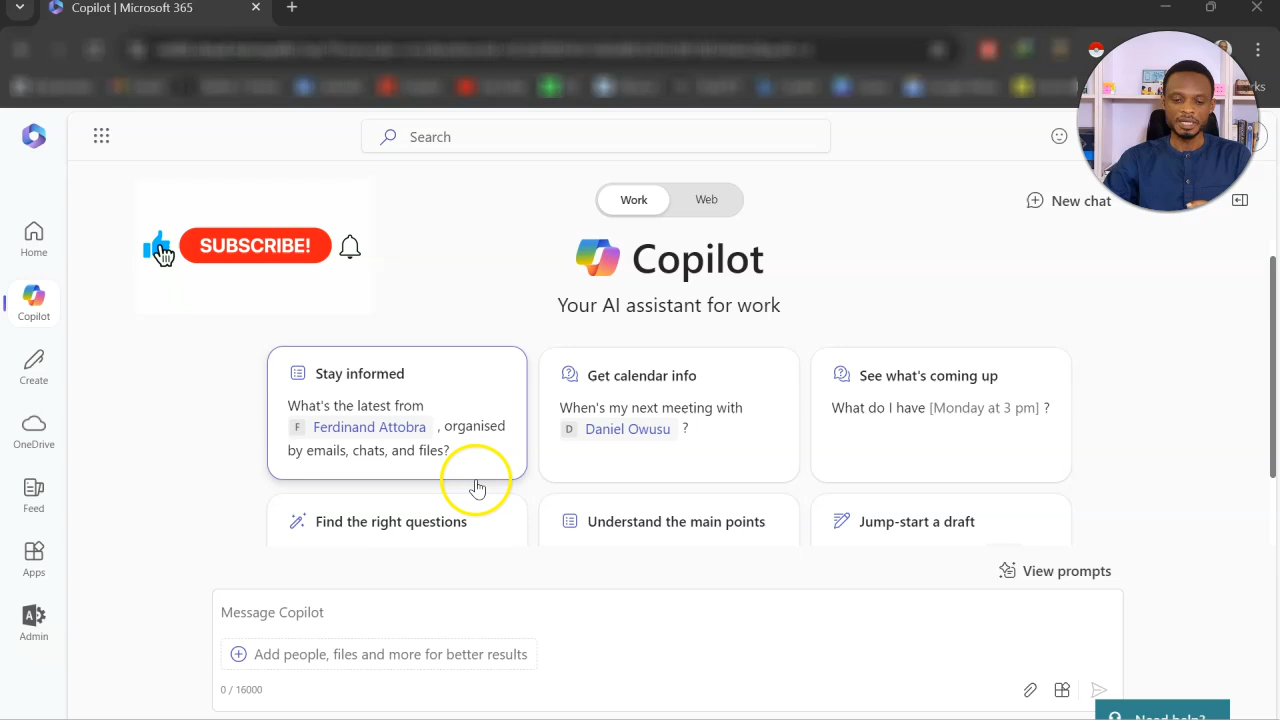 Copilot | Microsoft 365
Search
Work
Web
New chat
SUBSCRIBE!
Copilot
Your AI assistant for work
Home
Copilot
Create
OneDrive
Feed
Apps
Admin
Stay informed
What's the latest from
F Ferdinand Attobra , organised
by emails, chats, and files?
Get calendar info
When's my next meeting with
D Daniel Owusu ?
See what's coming up
What do I have [Monday at 3 pm] ?
Find the right questions
Understand the main points
Jump-start a draft
View prompts
Message Copilot
Add people, files and more for better results
0 / 16000
Need help?